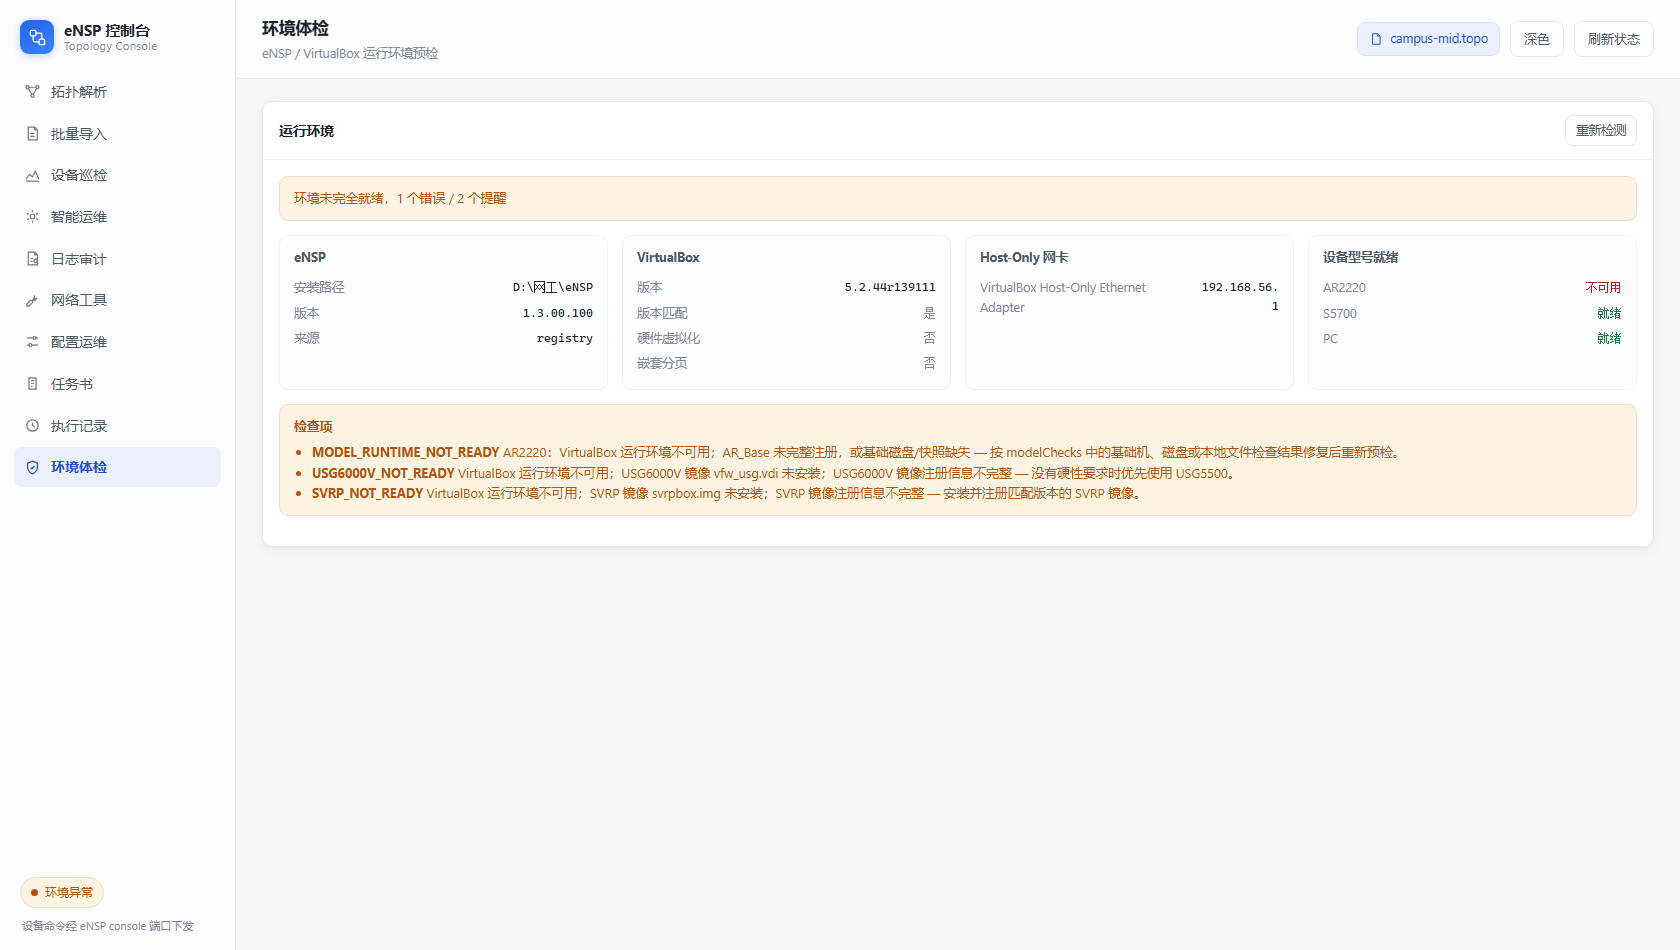 eNSP 控制台
Topology Console
拓扑解析
批量导入
设备巡检
智能运维
日志审计
网络工具
配置运维
任务书
执行记录
环境体检
环境异常
设备命令经 eNSP console 端口下发
环境体检
eNSP / VirtualBox 运行环境预检
campus-mid.topo
深色
刷新状态
运行环境
重新检测
环境未完全就绪，1 个错误 / 2 个提醒
eNSP
安装路径 D:\网工\eNSP
版本 1.3.00.100
来源 registry
VirtualBox
版本 5.2.44r139111
版本匹配 是
硬件虚拟化 否
嵌套分页 否
Host-Only 网卡
VirtualBox Host-Only Ethernet Adapter 192.168.56.1
设备型号就绪
AR2220 不可用
S5700 就绪
PC 就绪
检查项
MODEL_RUNTIME_NOT_READY AR2220：VirtualBox 运行环境不可用；AR_Base 未完整注册，或基础磁盘/快照缺失 — 按 modelChecks 中的基础机、磁盘或本地文件检查结果修复后重新预检。
USG6000V_NOT_READY VirtualBox 运行环境不可用；USG6000V 镜像 vfw_usg.vdi 未安装；USG6000V 镜像注册信息不完整 — 没有硬性要求时优先使用 USG5500。
SVRP_NOT_READY VirtualBox 运行环境不可用；SVRP 镜像 svrpbox.img 未安装；SVRP 镜像注册信息不完整 — 安装并注册匹配版本的 SVRP 镜像。